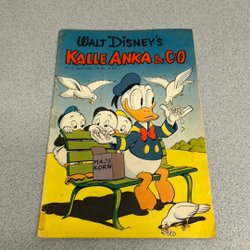 WALT DISNEY'S
KALLE ANKA & C:O
MAJS
KORN